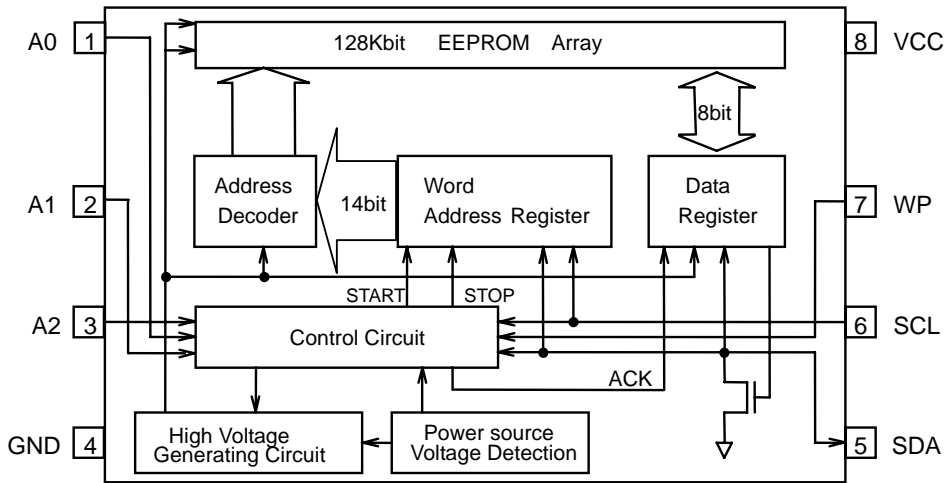 A0 1 128Kbit EEPROM Array 8 VCC
8bit
A1 2 Address Decoder 14bit Word Address Register Data Register 7 WP
START STOP
A2 3 Control Circuit 6 SCL
ACK
GND 4 High Voltage Generating Circuit Power source Voltage Detection 5 SDA